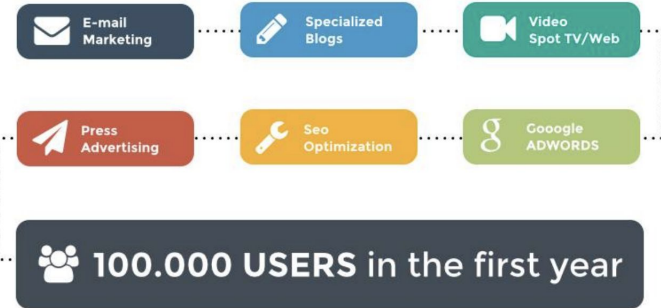 E-mail
Marketing
Specialized
Blogs
Video
Spot TV/Web
Press
Advertising
Seo
Optimization
g
Gooogle
ADWORDS
100.000 USERS in the first year